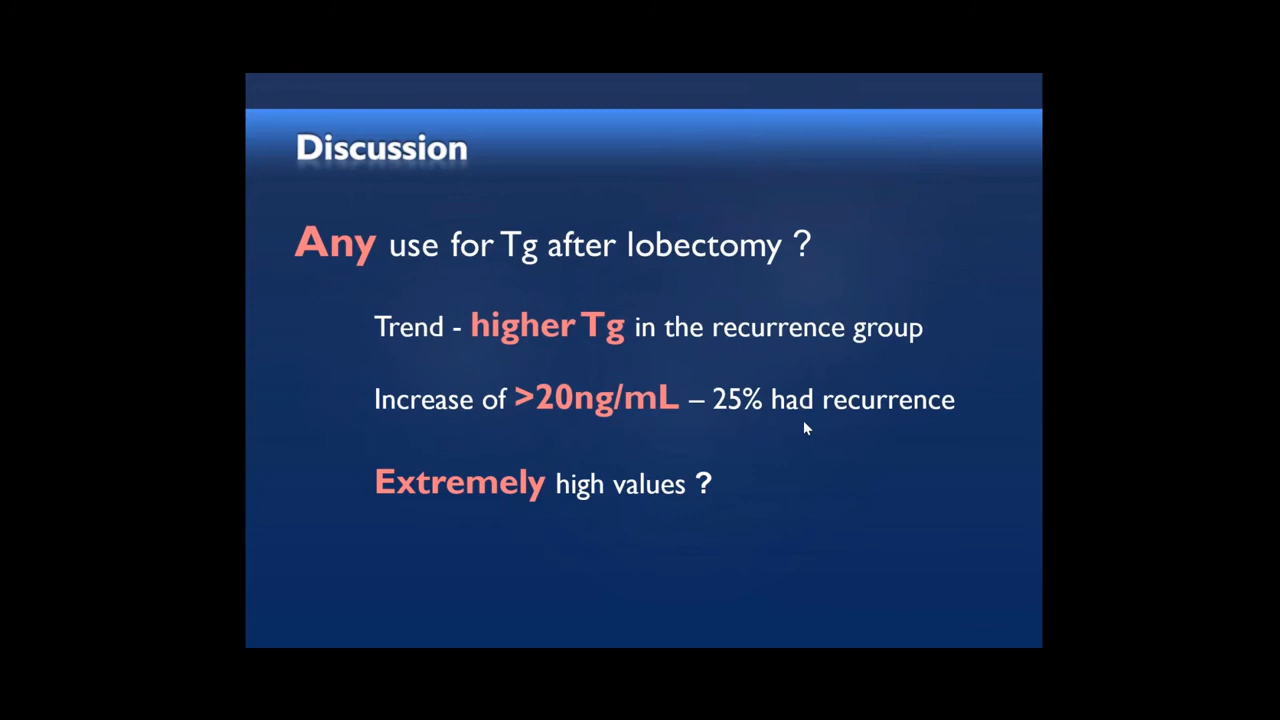 Discussion
Any use for Tg after lobectomy ?
Trend - higher Tg in the recurrence group
Increase of >20ng/mL – 25% had recurrence
Extremely high values ?